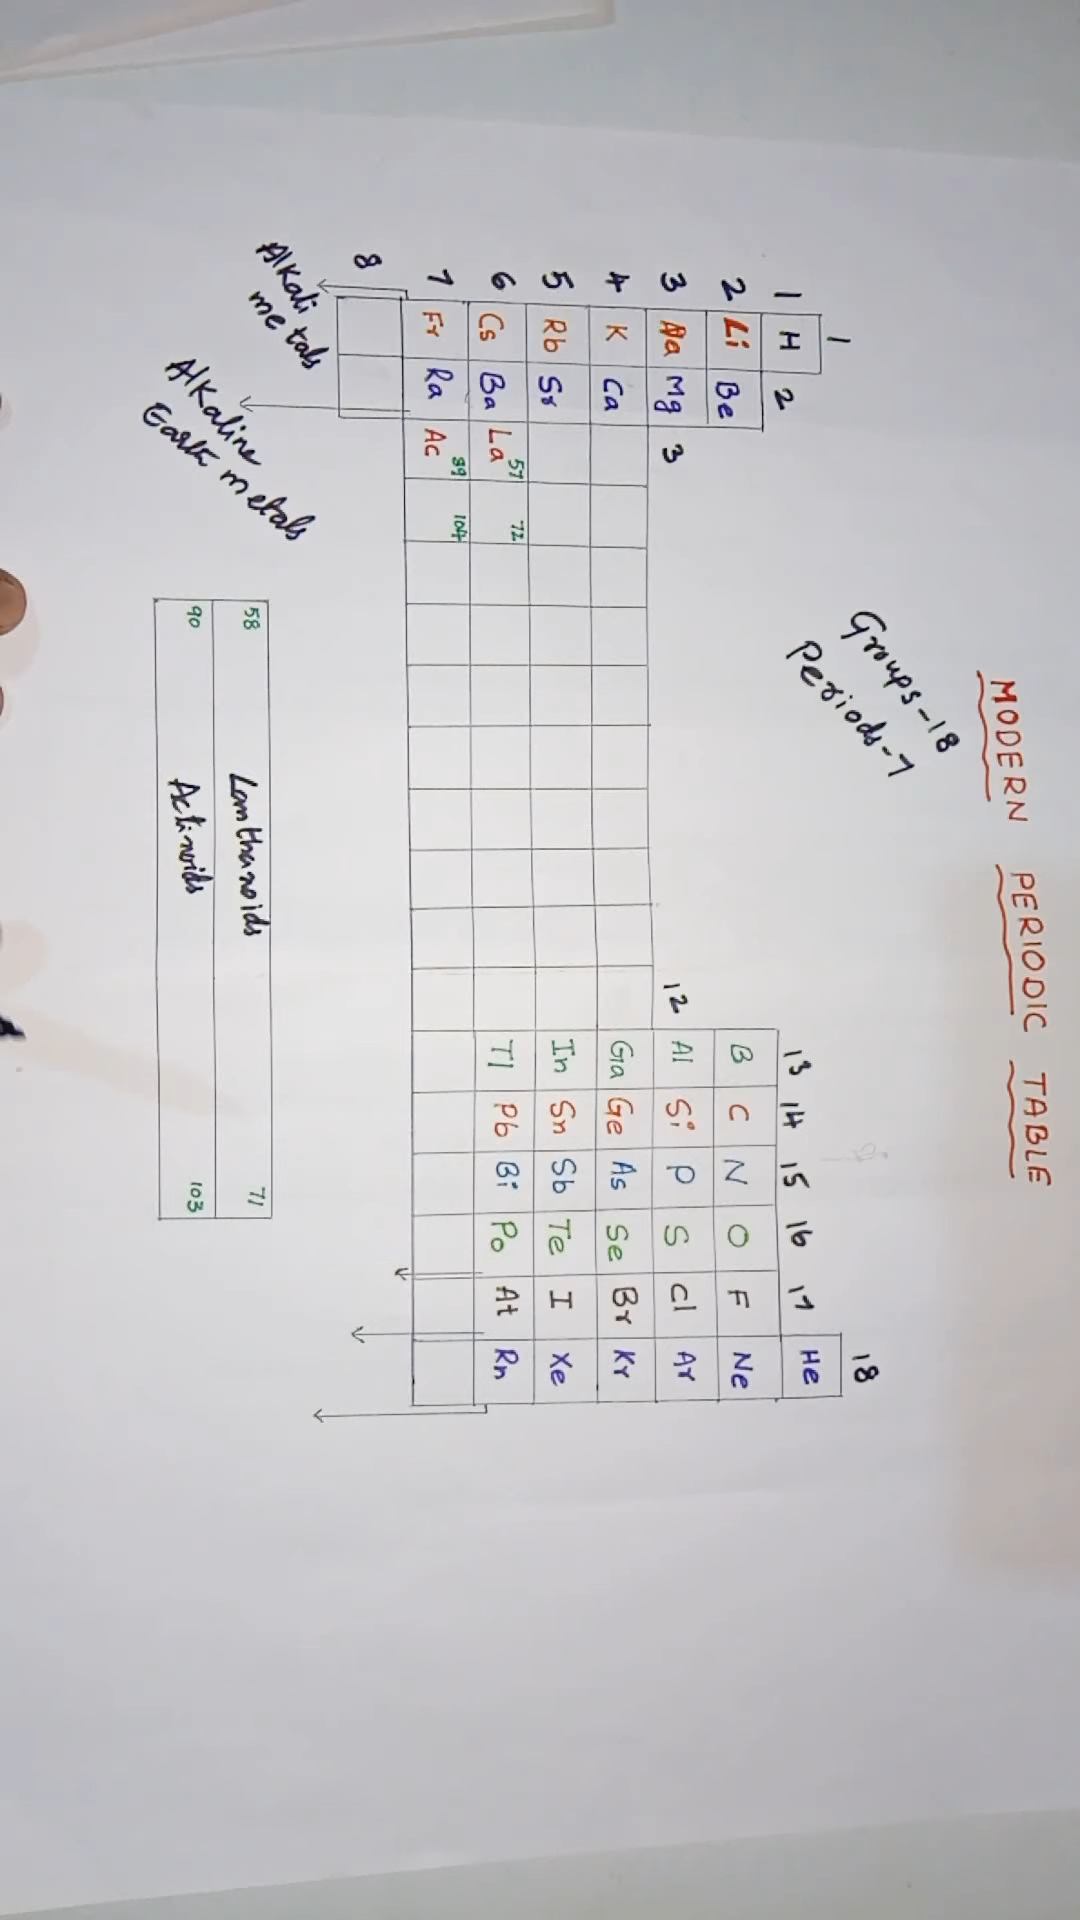 MODERN PERIODIC TABLE
Groups-18
Periods-7
1 18
1 H 2 13 14 15 16 17 He
2 Li Be B C N O F Ne
3 Na Mg 3 12 Al Si P S Cl Ar
4 K Ca Ga Ge As Se Br Kr
5 Rb Sr In Sn Sb Te I Xe
6 Cs Ba La 57 72 Tl Pb Bi Po At Rn
7 Fr Ra Ac 89 104
8
Alkali
metals
Alkaline
Earth metals
58 Lanthanoids 71
90 Actinoids 103